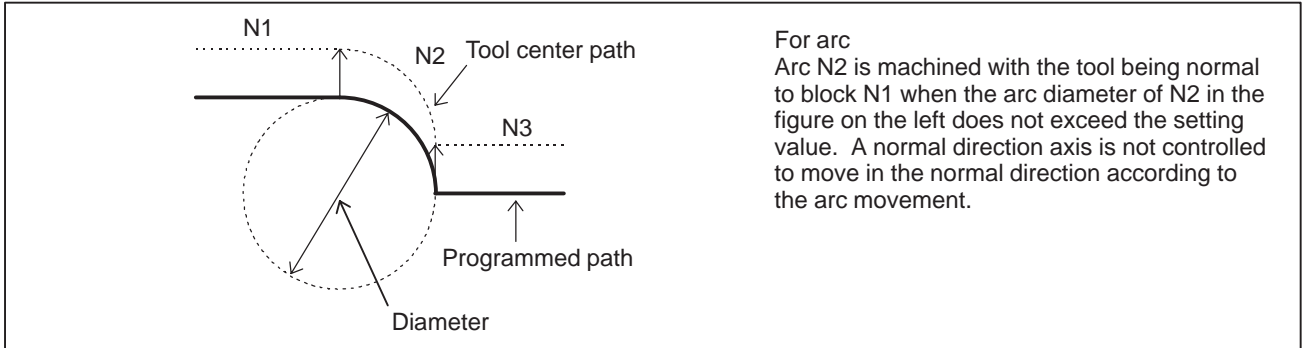 N1
N2
Tool center path
N3
Programmed path
Diameter
For arc
Arc N2 is machined with the tool being normal
to block N1 when the arc diameter of N2 in the
figure on the left does not exceed the setting
value. A normal direction axis is not controlled
to move in the normal direction according to
the arc movement.